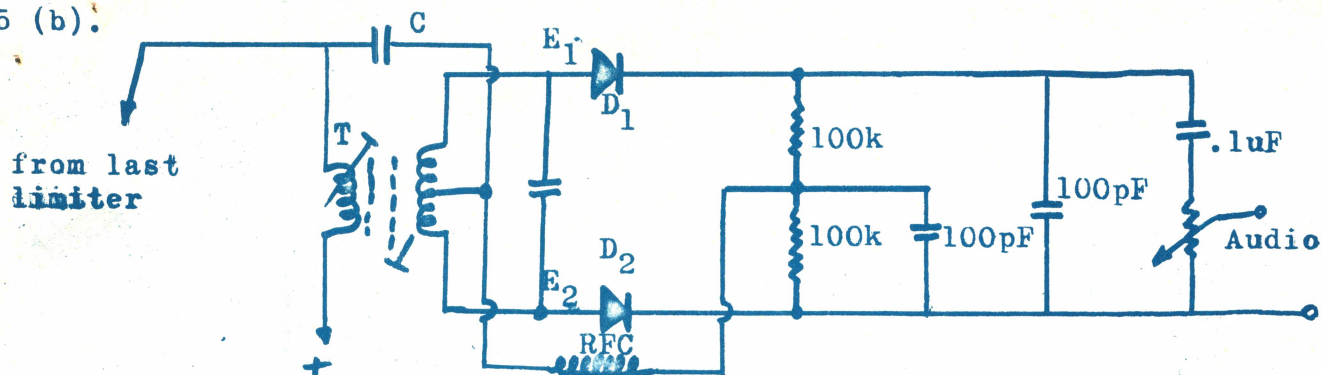 5 (b).
C
E1
D1
T
from last
limiter
100k
.1uF
100pF
100k
100pF
Audio
D2
E2
RFC
+